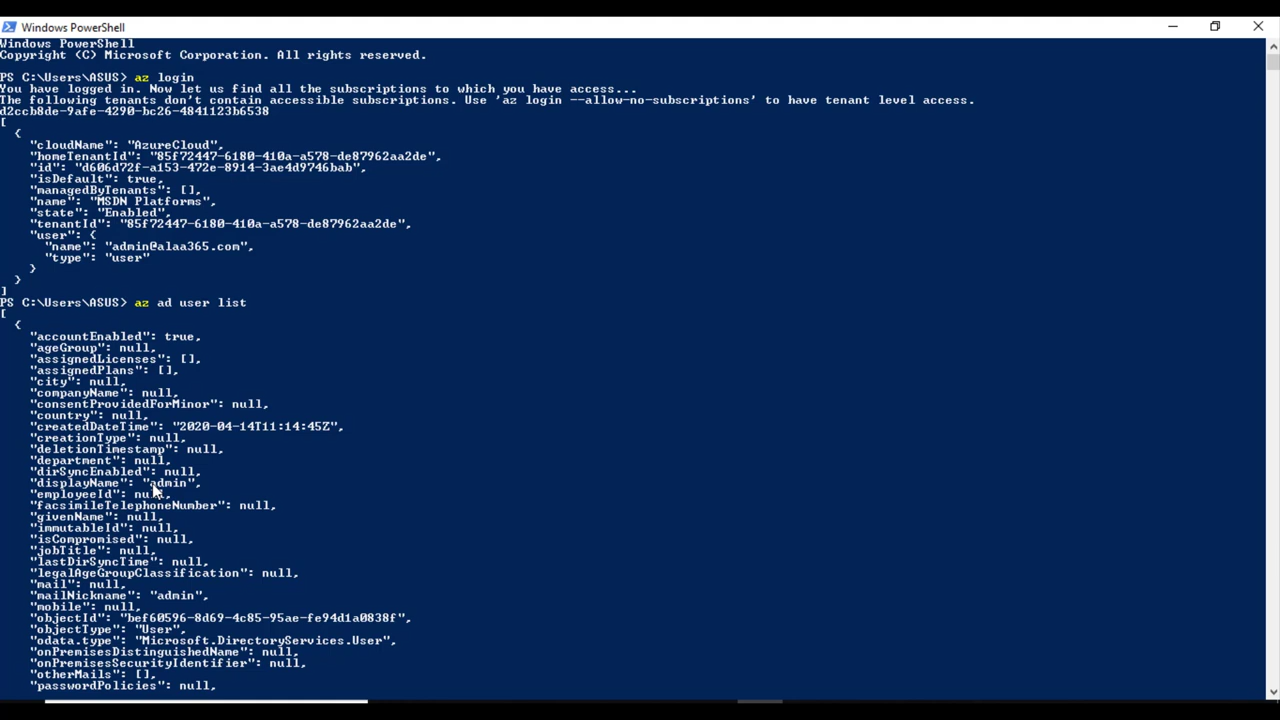 Windows PowerShell
Windows PowerShell
Copyright (C) Microsoft Corporation. All rights reserved.
PS C:\Users\ASUS> az login
You have logged in. Now let us find all the subscriptions to which you have access...
The following tenants don't contain accessible subscriptions. Use 'az login --allow-no-subscriptions' to have tenant level access.
d2ccb8de-9afe-4290-bc26-4841123b6538
[
  {
    "cloudName": "AzureCloud",
    "homeTenantId": "85f72447-6180-410a-a578-de87962aa2de",
    "id": "d606d72f-a153-472e-8914-3ae4d9746bab",
    "isDefault": true,
    "managedByTenants": [],
    "name": "MSDN Platforms",
    "state": "Enabled",
    "tenantId": "85f72447-6180-410a-a578-de87962aa2de",
    "user": {
      "name": "admin@alaa365.com",
      "type": "user"
    }
  }
]
PS C:\Users\ASUS> az ad user list
[
  {
    "accountEnabled": true,
    "ageGroup": null,
    "assignedLicenses": [],
    "assignedPlans": [],
    "city": null,
    "companyName": null,
    "consentProvidedForMinor": null,
    "country": null,
    "createdDateTime": "2020-04-14T11:14:45Z",
    "creationType": null,
    "deletionTimestamp": null,
    "department": null,
    "dirSyncEnabled": null,
    "displayName": "admin",
    "employeeId": null,
    "facsimileTelephoneNumber": null,
    "givenName": null,
    "immutableId": null,
    "isCompromised": null,
    "jobTitle": null,
    "lastDirSyncTime": null,
    "legalAgeGroupClassification": null,
    "mail": null,
    "mailNickname": "admin",
    "mobile": null,
    "objectId": "bef60596-8d69-4c85-95ae-fe94d1a0838f",
    "objectType": "User",
    "odata.type": "Microsoft.DirectoryServices.User",
    "onPremisesDistinguishedName": null,
    "onPremisesSecurityIdentifier": null,
    "otherMails": [],
    "passwordPolicies": null,